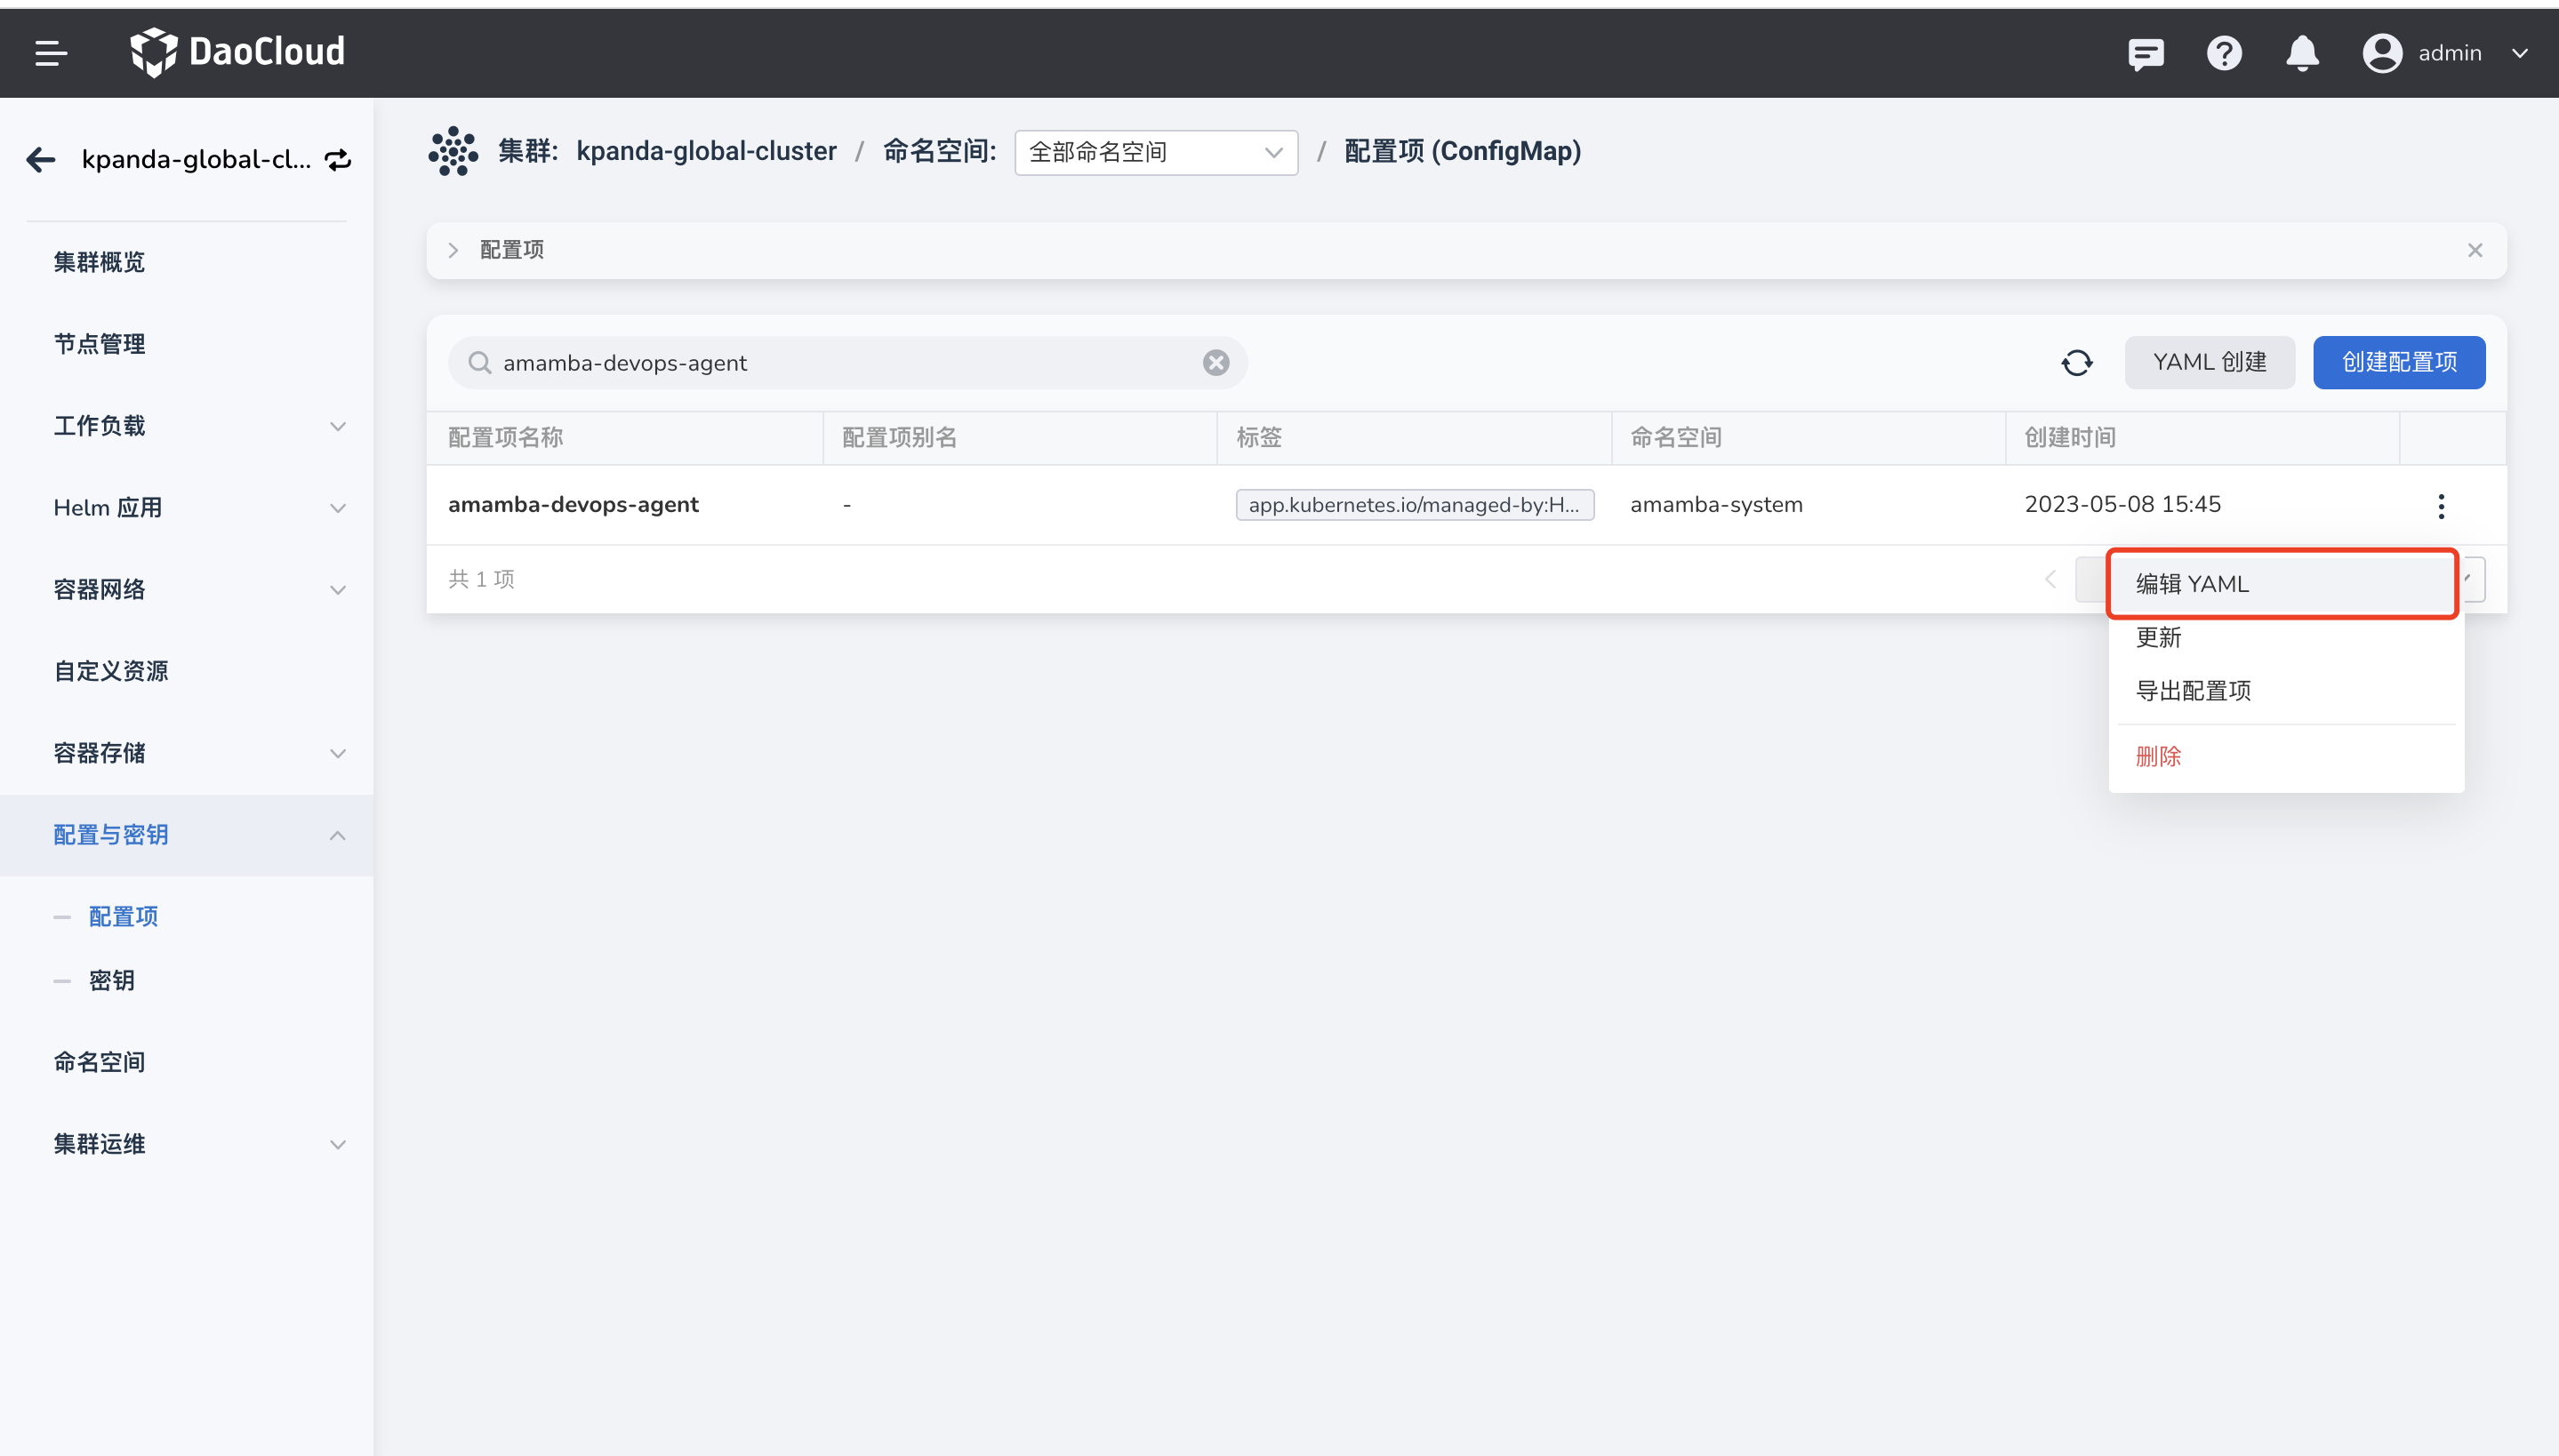 DaoCloud
admin
kpanda-global-cl...
集群: kpanda-global-cluster / 命名空间: 全部命名空间 / 配置项 (ConfigMap)
集群概览
节点管理
工作负载
Helm 应用
容器网络
自定义资源
容器存储
配置与密钥
配置项
密钥
命名空间
集群运维
配置项
amamba-devops-agent
YAML 创建
创建配置项
配置项名称 配置项别名 标签 命名空间 创建时间
amamba-devops-agent - app.kubernetes.io/managed-by:H... amamba-system 2023-05-08 15:45
共 1 项
编辑 YAML
更新
导出配置项
删除